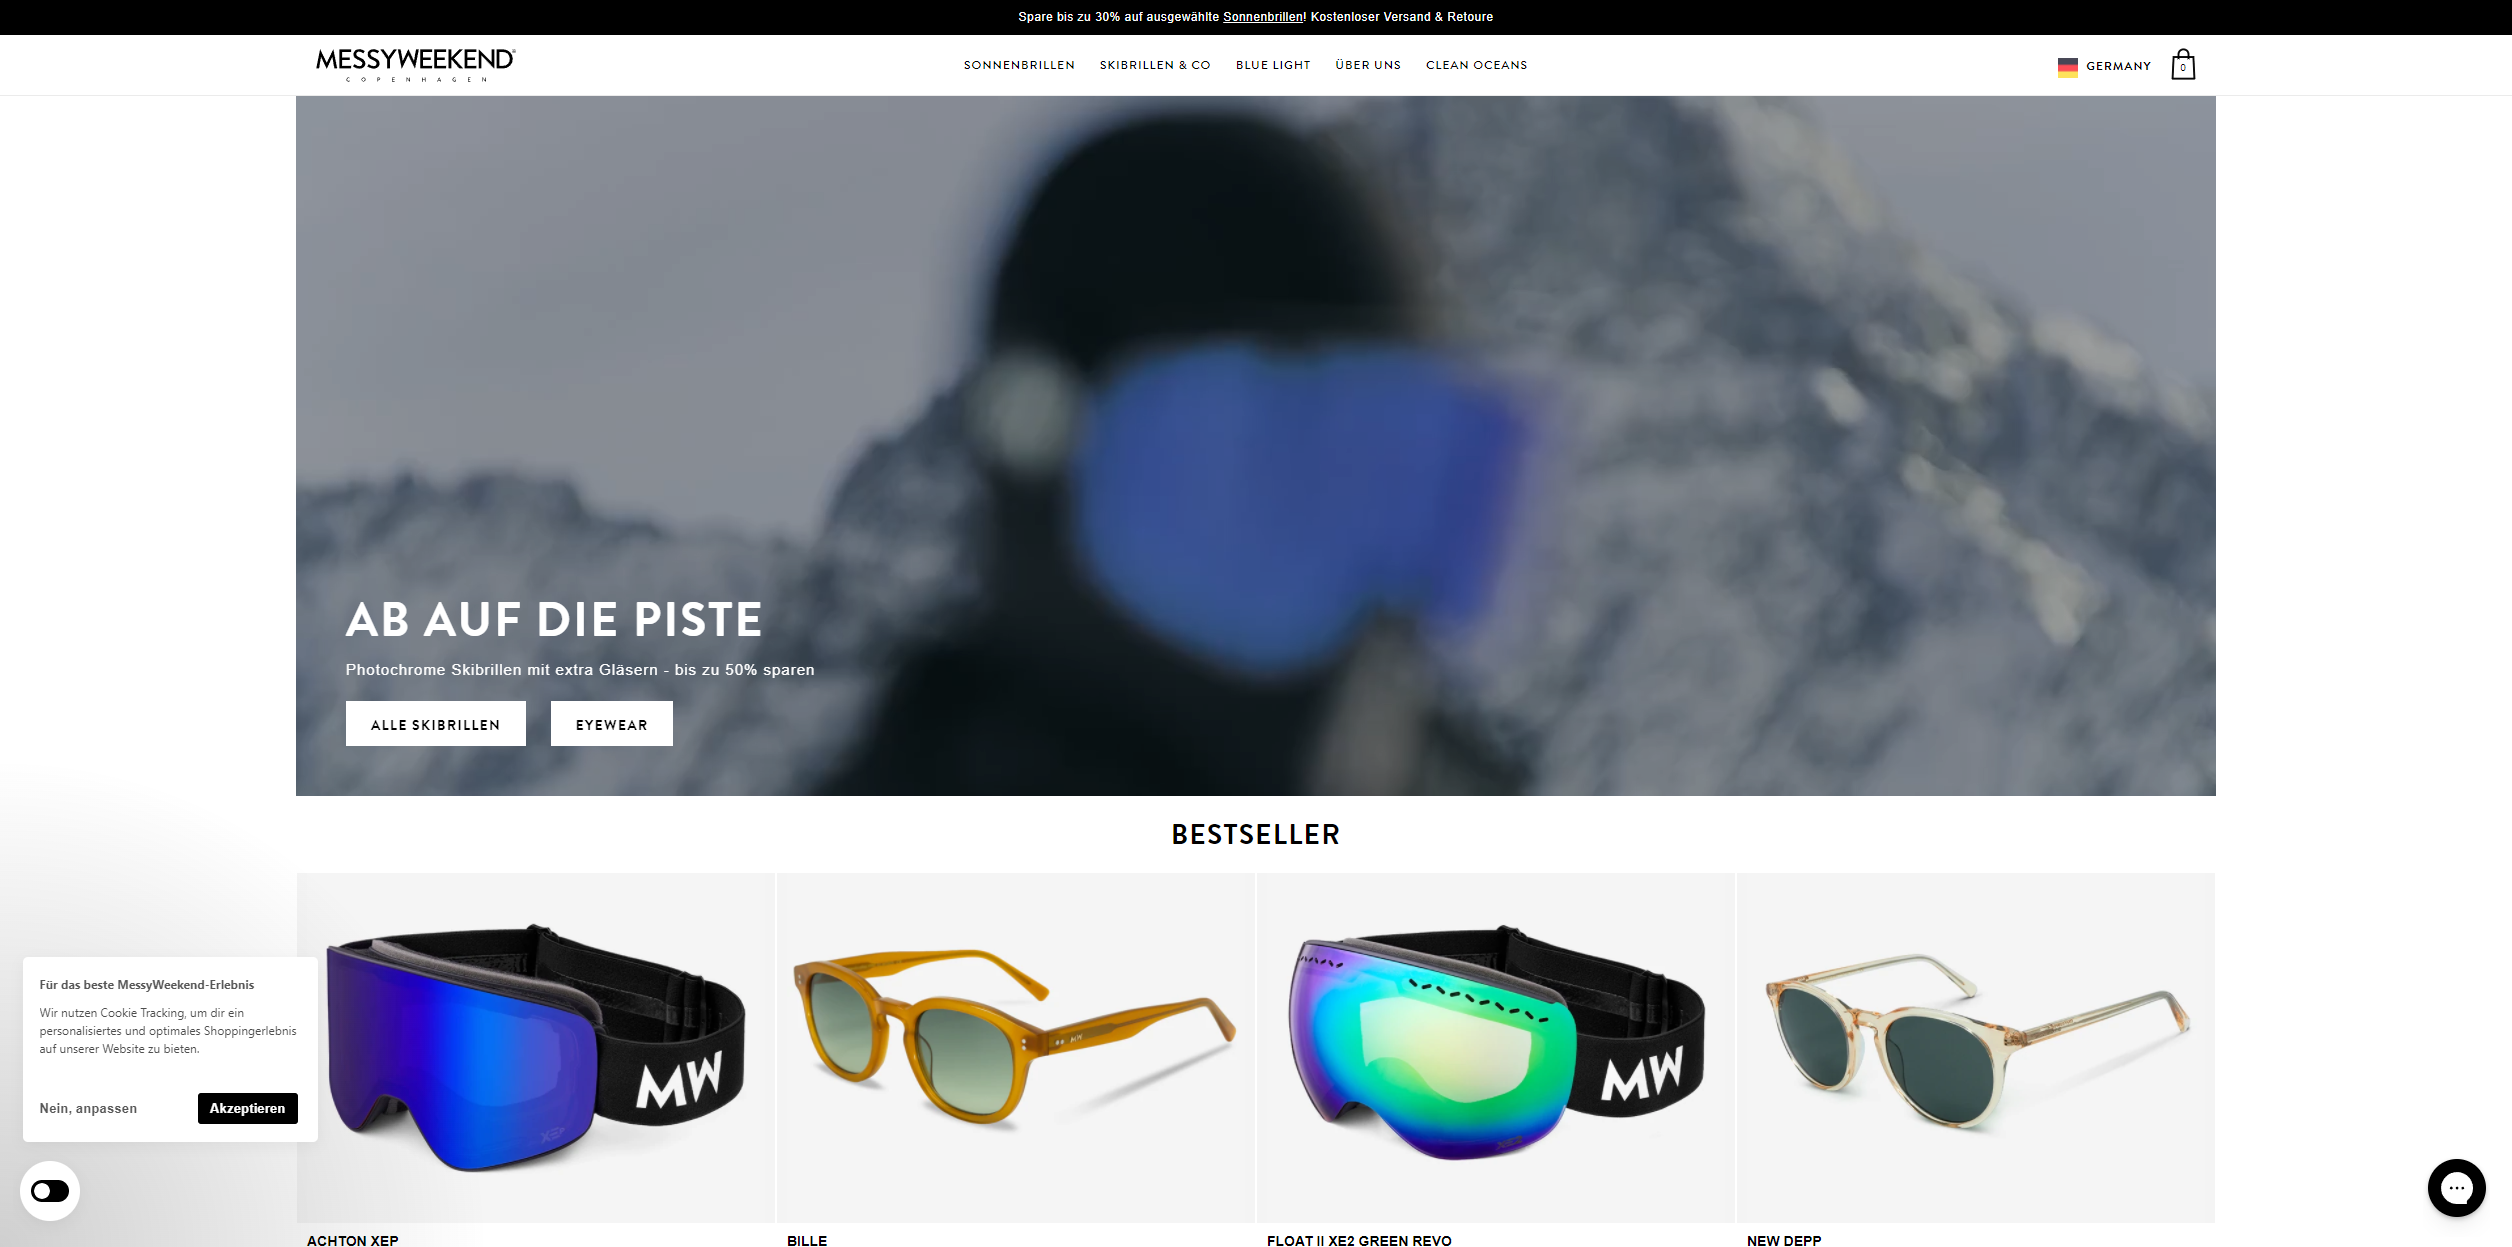 Spare bis zu 30% auf ausgewählte Sonnenbrillen! Kostenloser Versand & Retoure
MESSYWEEKEND
COPENHAGEN
SONNENBRILLEN
SKIBRILLEN & CO
BLUE LIGHT
ÜBER UNS
CLEAN OCEANS
GERMANY
0
AB AUF DIE PISTE
Photochrome Skibrillen mit extra Gläsern - bis zu 50% sparen
ALLE SKIBRILLEN
EYEWEAR
BESTSELLER
MW
MW
MW
Für das beste MessyWeekend-Erlebnis
Wir nutzen Cookie Tracking, um dir ein
personalisiertes und optimales Shoppingerlebnis
auf unserer Website zu bieten.
Nein, anpassen
Akzeptieren
ACHTON XEP
BILLE
FLOAT II XE2 GREEN REVO
NEW DEPP